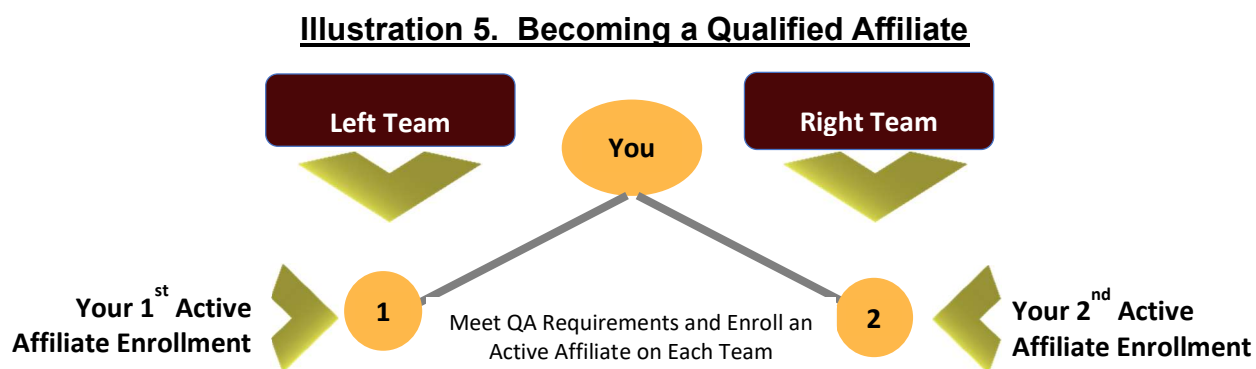 Illustration 5. Becoming a Qualified Affiliate
Left Team
You
Right Team
Your 1st Active
Affiliate Enrollment
1
Meet QA Requirements and Enroll an
Active Affiliate on Each Team
2
Your 2nd Active
Affiliate Enrollment